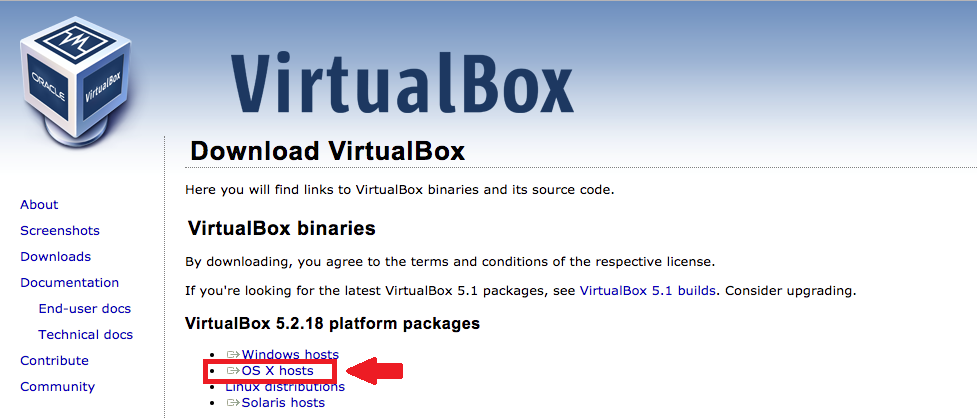 ORACLE
VirtualBox
VirtualBox
Download VirtualBox
Here you will find links to VirtualBox binaries and its source code.
About
Screenshots
Downloads
Documentation
End-user docs
Technical docs
Contribute
Community
VirtualBox binaries
By downloading, you agree to the terms and conditions of the respective license.
If you're looking for the latest VirtualBox 5.1 packages, see VirtualBox 5.1 builds. Consider upgrading.
VirtualBox 5.2.18 platform packages
Windows hosts
OS X hosts
Linux distributions
Solaris hosts